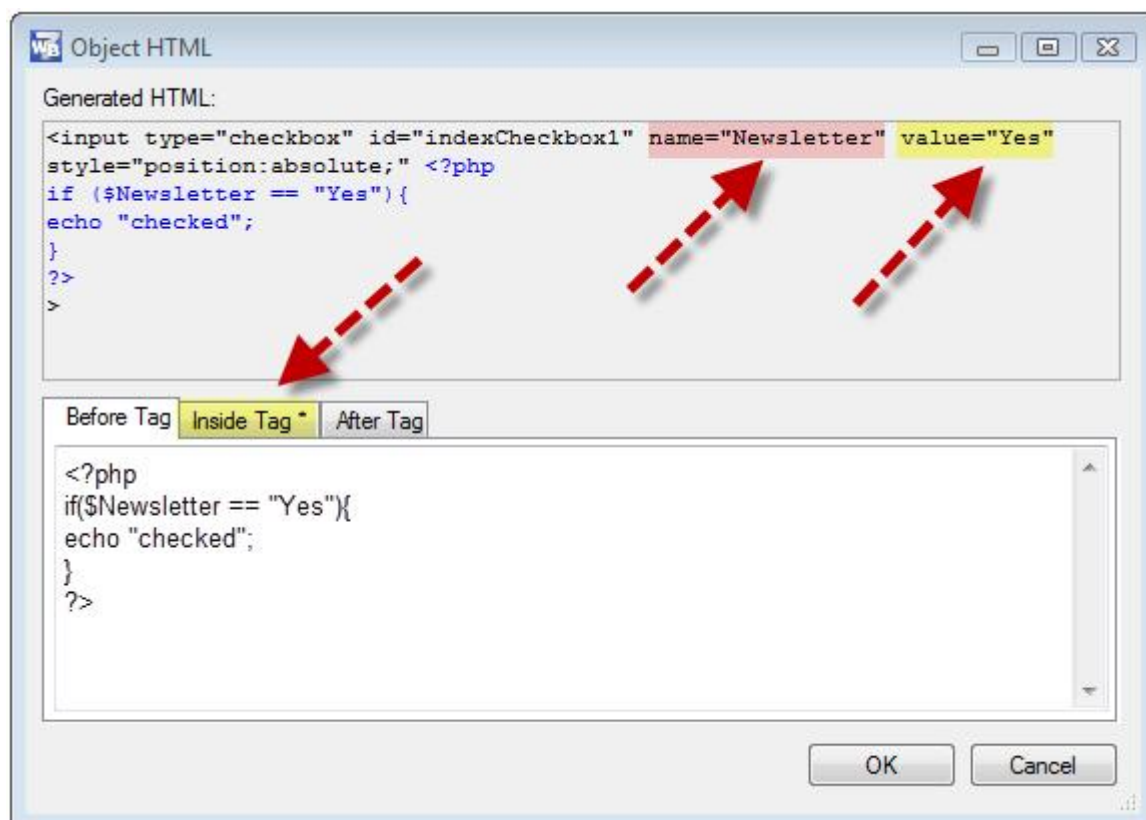 WB Object HTML
Generated HTML:
<input type="checkbox" id="indexCheckbox1" name="Newsletter" value="Yes"
style="position:absolute;" <?php
if ($Newsletter == "Yes"){
echo "checked";
}
?>
>
Before Tag Inside Tag * After Tag
<?php
if($Newsletter == "Yes"){
echo "checked";
}
?>
OK Cancel